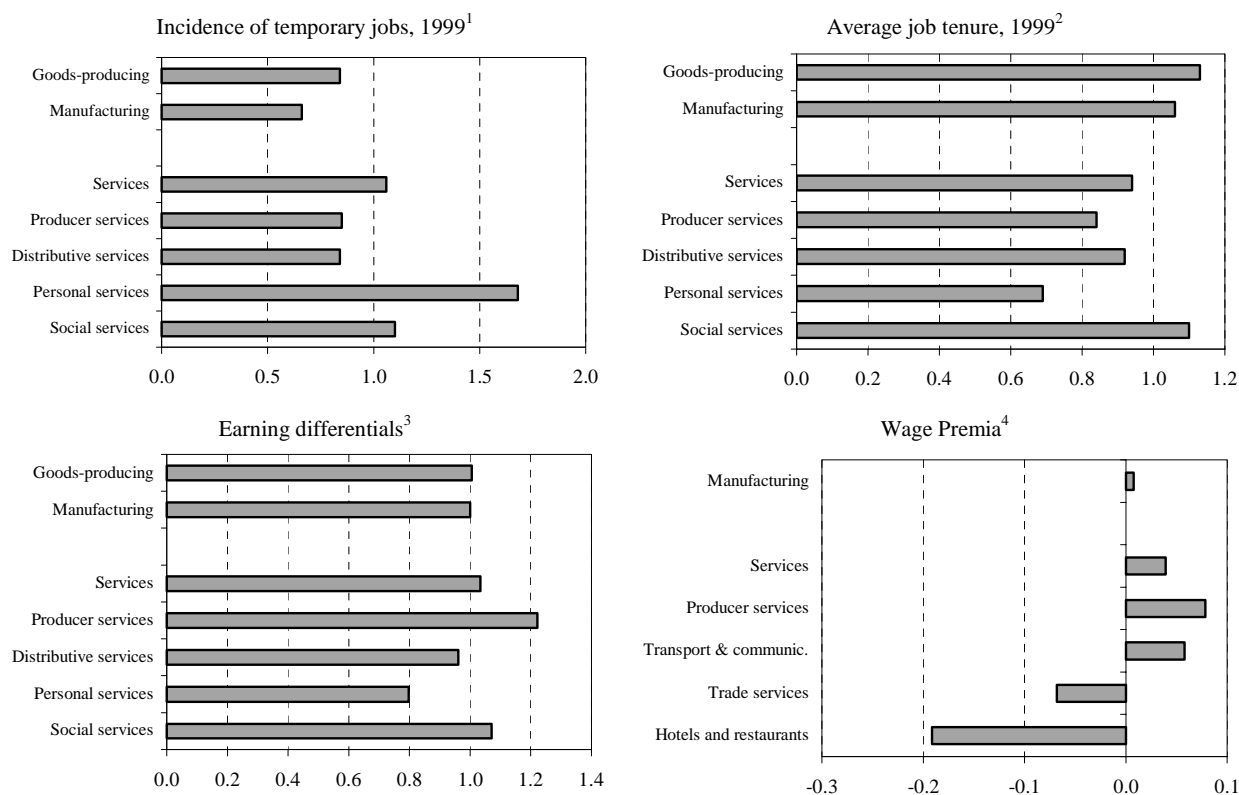 Incidence of temporary jobs, 1999¹
Goods-producing
Manufacturing
Services
Producer services
Distributive services
Personal services
Social services
0.0 0.5 1.0 1.5 2.0
Average job tenure, 1999²
Goods-producing
Manufacturing
Services
Producer services
Distributive services
Personal services
Social services
0.0 0.2 0.4 0.6 0.8 1.0 1.2
Earning differentials³
Goods-producing
Manufacturing
Services
Producer services
Distributive services
Personal services
Social services
0.0 0.2 0.4 0.6 0.8 1.0 1.2 1.4
Wage Premia⁴
Manufacturing
Services
Producer services
Transport & communic.
Trade services
Hotels and restaurants
-0.3 -0.2 -0.1 0.0 0.1